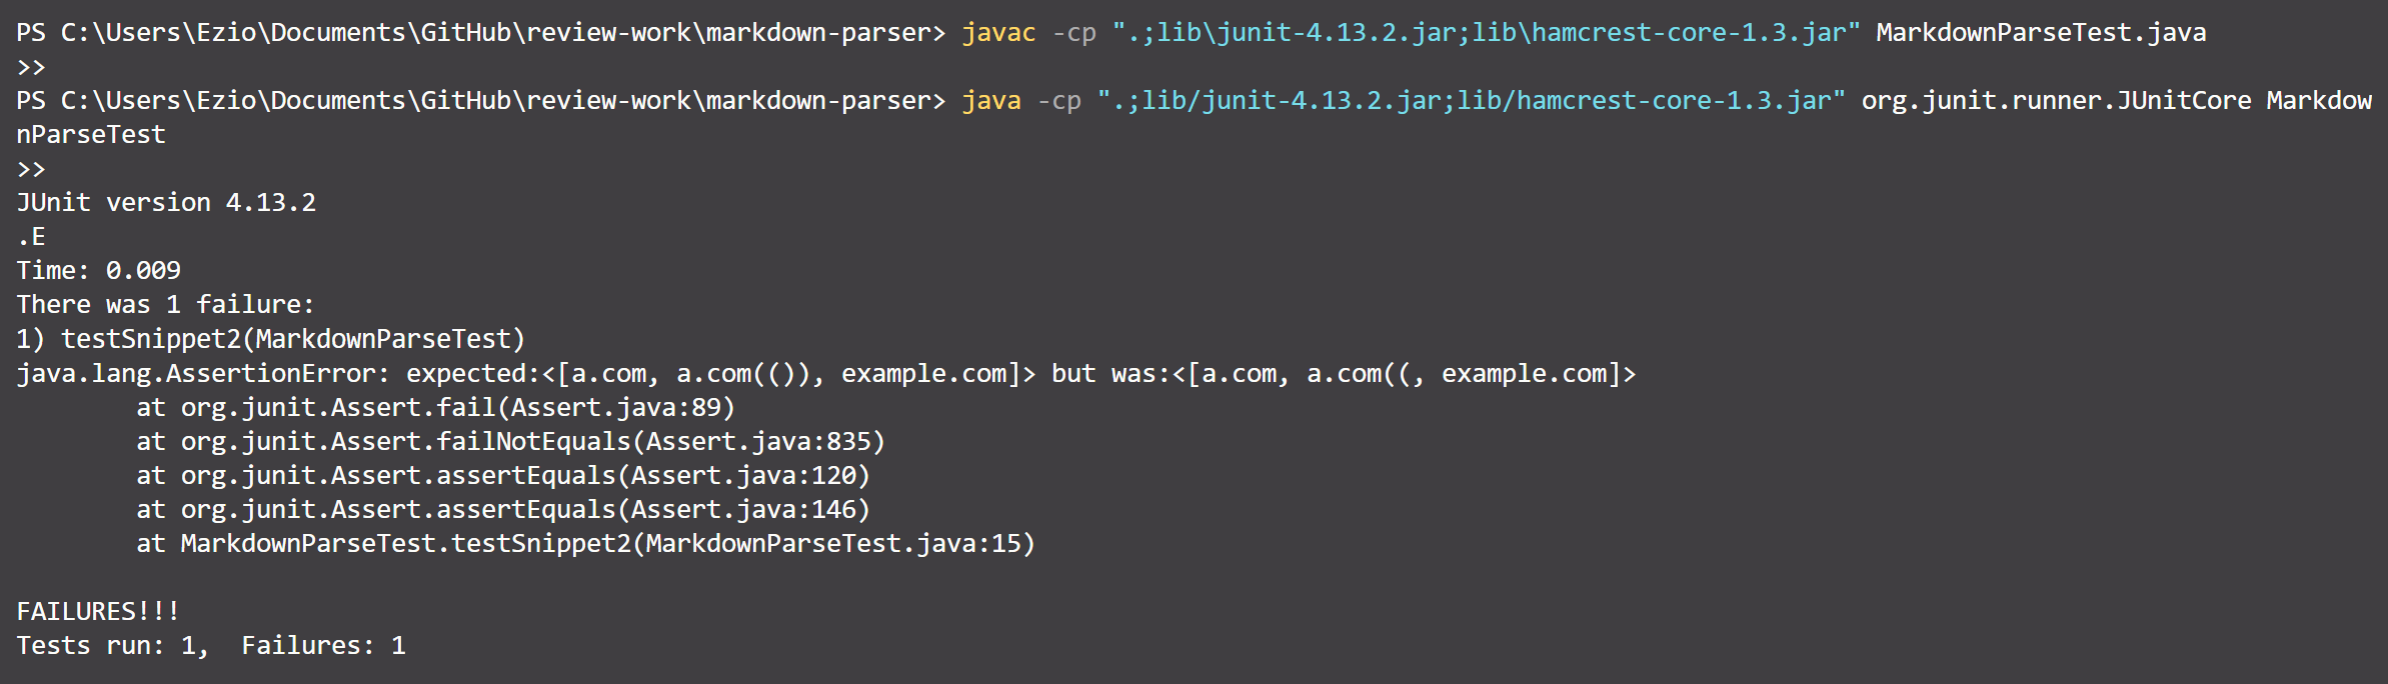 PS C:\Users\Ezio\Documents\GitHub\review-work\markdown-parser> javac -cp ".;lib\junit-4.13.2.jar;lib\hamcrest-core-1.3.jar" MarkdownParseTest.java
>>
PS C:\Users\Ezio\Documents\GitHub\review-work\markdown-parser> java -cp ".;lib/junit-4.13.2.jar;lib/hamcrest-core-1.3.jar" org.junit.runner.JUnitCore Markdow
nParseTest
>>
JUnit version 4.13.2
.E
Time: 0.009
There was 1 failure:
1) testSnippet2(MarkdownParseTest)
java.lang.AssertionError: expected:<[a.com, a.com(()), example.com]> but was:<[a.com, a.com((, example.com]>
        at org.junit.Assert.fail(Assert.java:89)
        at org.junit.Assert.failNotEquals(Assert.java:835)
        at org.junit.Assert.assertEquals(Assert.java:120)
        at org.junit.Assert.assertEquals(Assert.java:146)
        at MarkdownParseTest.testSnippet2(MarkdownParseTest.java:15)

FAILURES!!!
Tests run: 1,  Failures: 1